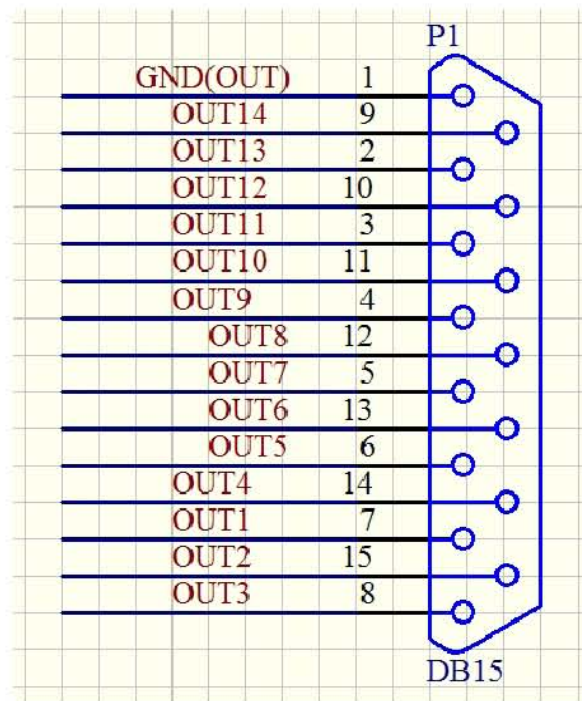 P1
GND(OUT) 1
OUT14 9
OUT13 2
OUT12 10
OUT11 3
OUT10 11
OUT9 4
OUT8 12
OUT7 5
OUT6 13
OUT5 6
OUT4 14
OUT1 7
OUT2 15
OUT3 8
DB15